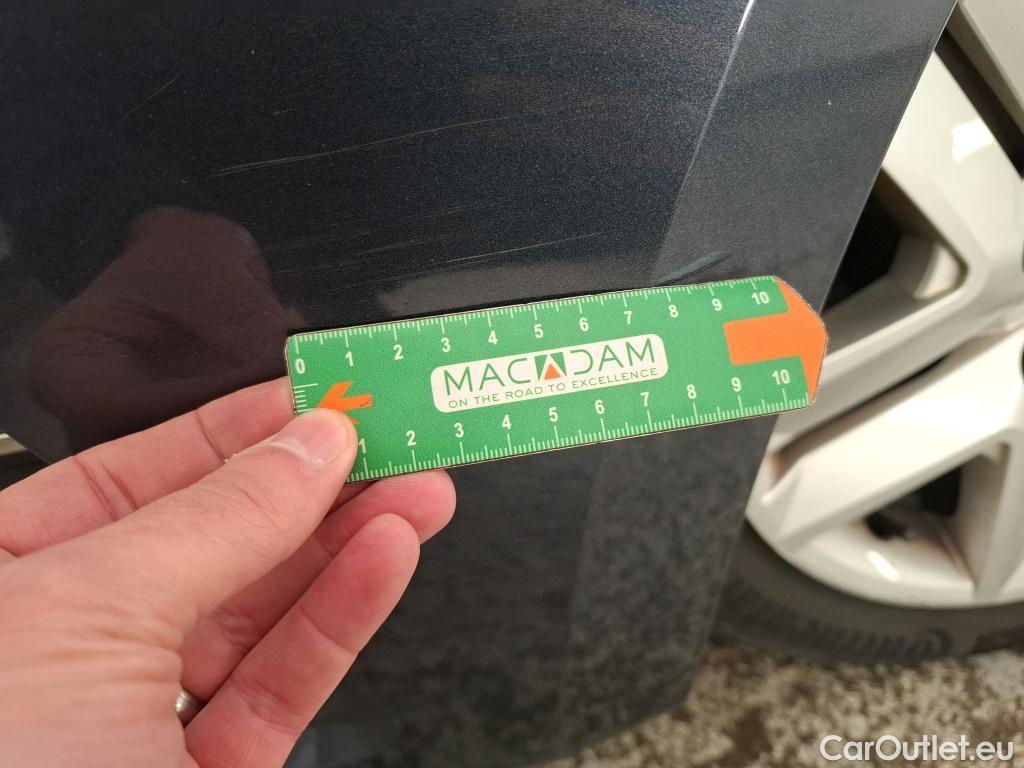 0 1 2 3 4 5 6 7 8 9 10
MACADAM
ON THE ROAD TO EXCELLENCE
1 2 3 4 5 6 7 8 9 10
CarOutlet.eu